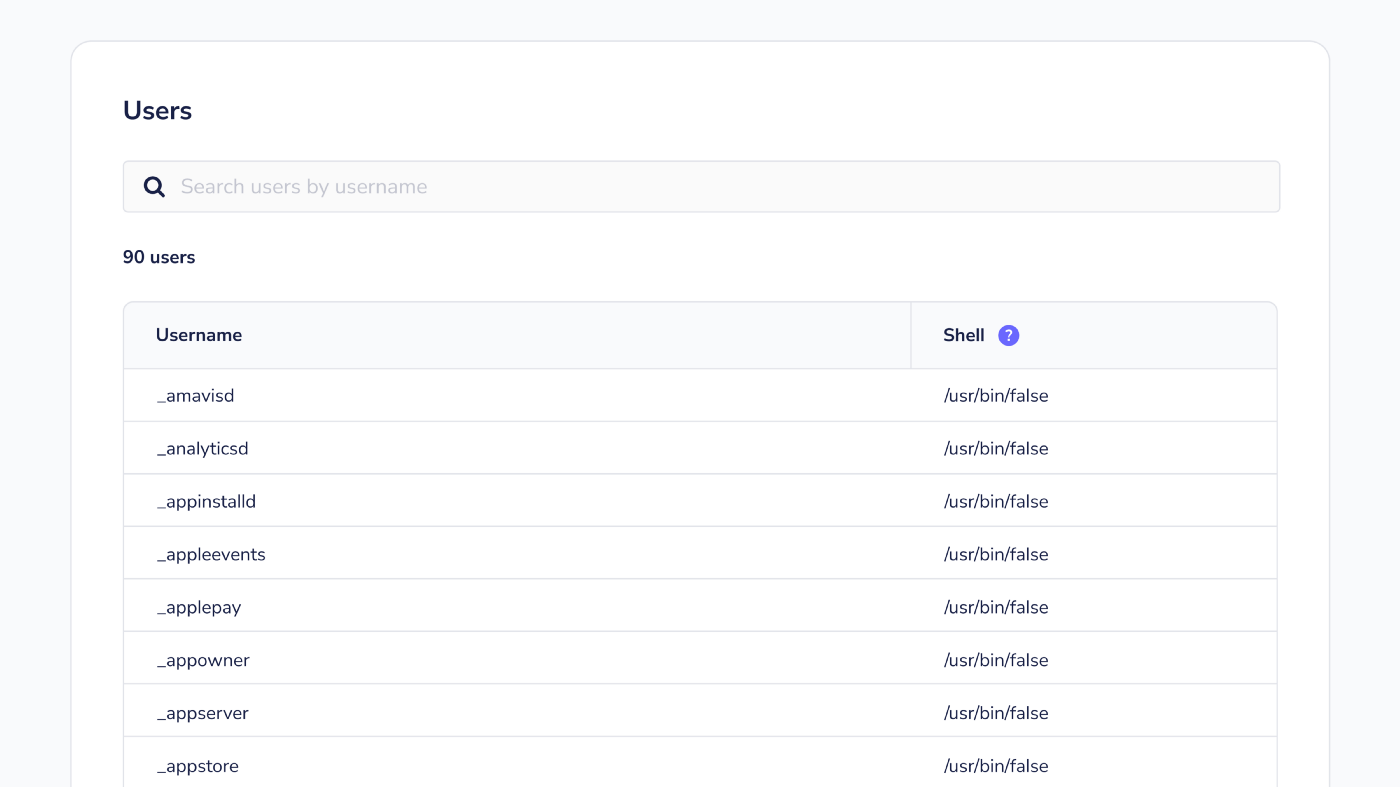 Users
Search users by username
90 users
Username Shell ?
_amavisd /usr/bin/false
_analyticsd /usr/bin/false
_appinstalld /usr/bin/false
_appleevents /usr/bin/false
_applepay /usr/bin/false
_appowner /usr/bin/false
_appserver /usr/bin/false
_appstore /usr/bin/false